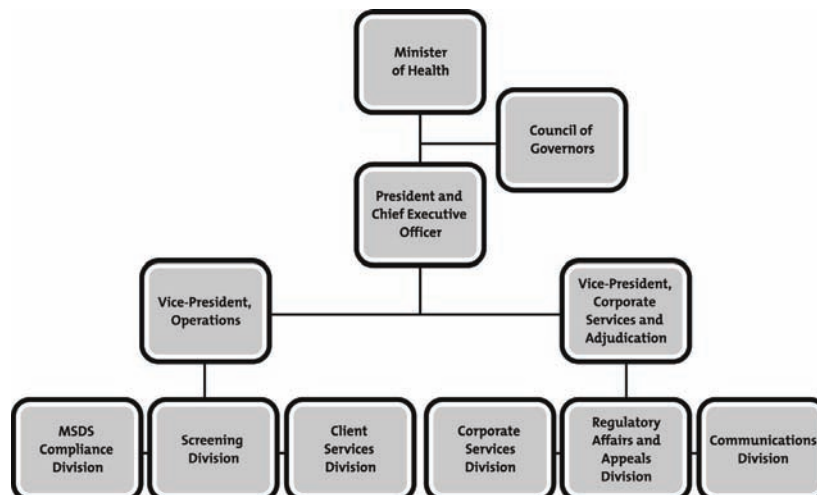 Minister
of Health
Council of
Governors
President and
Chief Executive
Officer
Vice-President,
Operations
Vice-President,
Corporate
Services and
Adjudication
MSDS
Compliance
Division
Screening
Division
Client
Services
Division
Corporate
Services
Division
Regulatory
Affairs and
Appeals
Division
Communications
Division